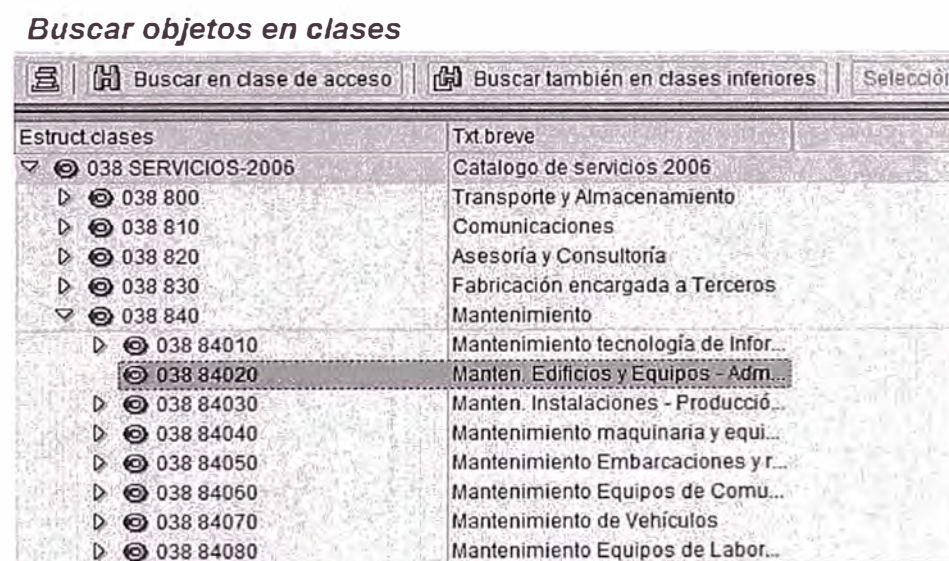 Buscar objetos en clases
Buscar en clase de acceso Buscar también en clases inferiores Selección
Estruct.clases Txt.breve
038 SERVICIOS-2006 Catalogo de servicios 2006
038 800 Transporte y Almacenamiento
038 810 Comunicaciones
038 820 Asesoría y Consultoría
038 830 Fabricación encargada a Terceros
038 840 Mantenimiento
038 84010 Mantenimiento tecnología de Infor...
038 84020 Manten. Edificios y Equipos - Adm...
038 84030 Manten. Instalaciones - Producció...
038 84040 Mantenimiento maquinaria y equi...
038 84050 Mantenimiento Embarcaciones y r...
038 84060 Mantenimiento Equipos de Comu...
038 84070 Mantenimiento de Vehículos
038 84080 Mantenimiento Equipos de Labor...